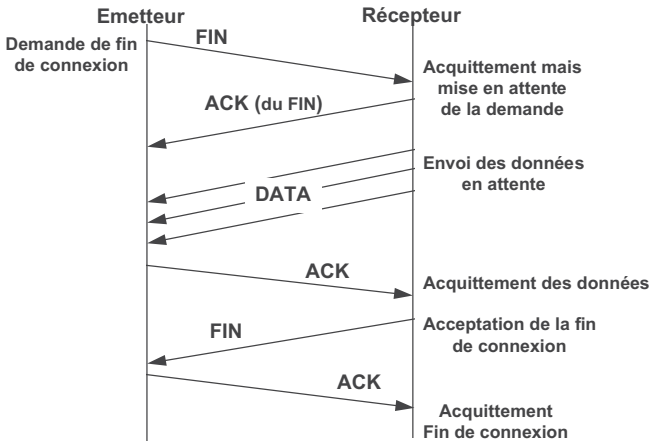 Emetteur
Récepteur
Demande de fin
de connexion
FIN
Acquittement mais
mise en attente
de la demande
ACK (du FIN)
Envoi des données
en attente
DATA
ACK
Acquittement des données
FIN
Acceptation de la fin
de connexion
ACK
Acquittement
Fin de connexion